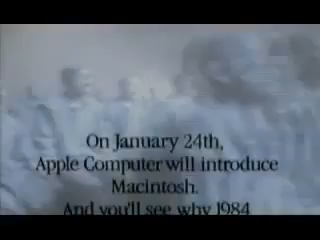 On January 24th,
Apple Computer will introduce
Macintosh.
And you'll see why 1984